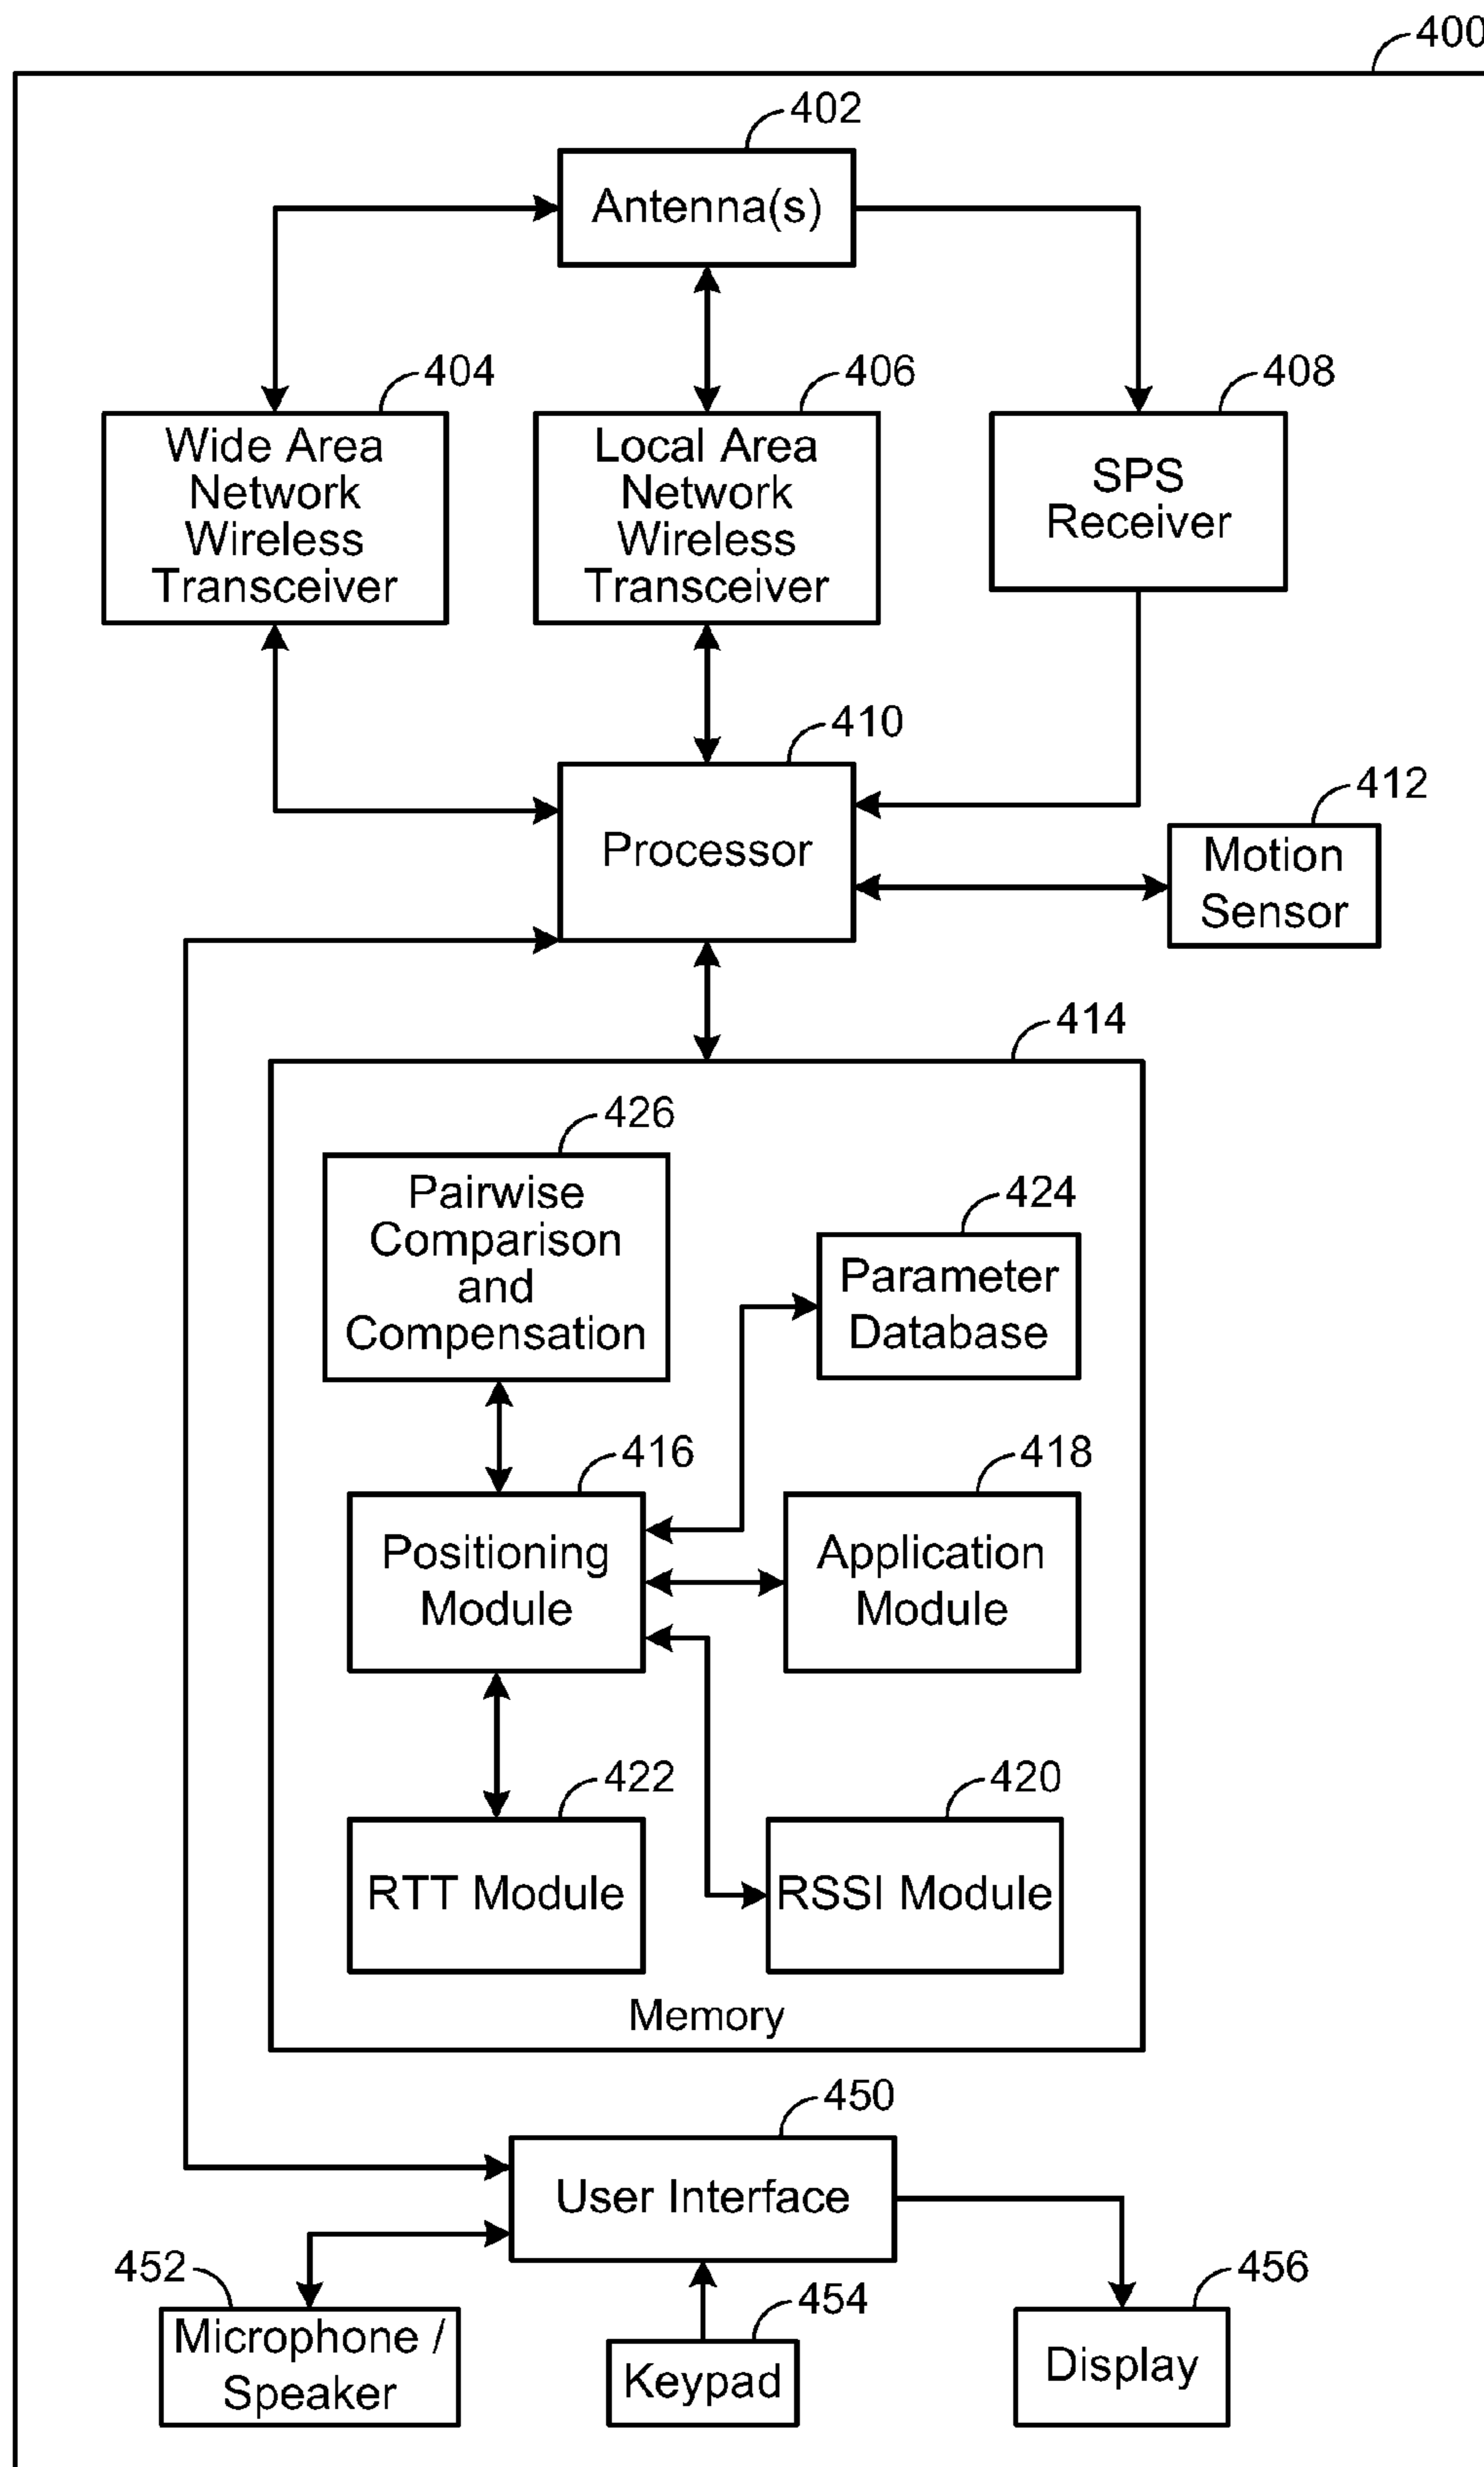 400
402
Antenna(s)
404
406
408
Wide Area
Network
Wireless
Transceiver
Local Area
Network
Wireless
Transceiver
SPS
Receiver
410
412
Processor
Motion
Sensor
414
426
Pairwise
Comparison
and
Compensation
424
Parameter
Database
416
418
Positioning
Module
Application
Module
422
420
RTT Module
RSSI Module
Memory
450
User Interface
452
454
456
Microphone /
Speaker
Keypad
Display